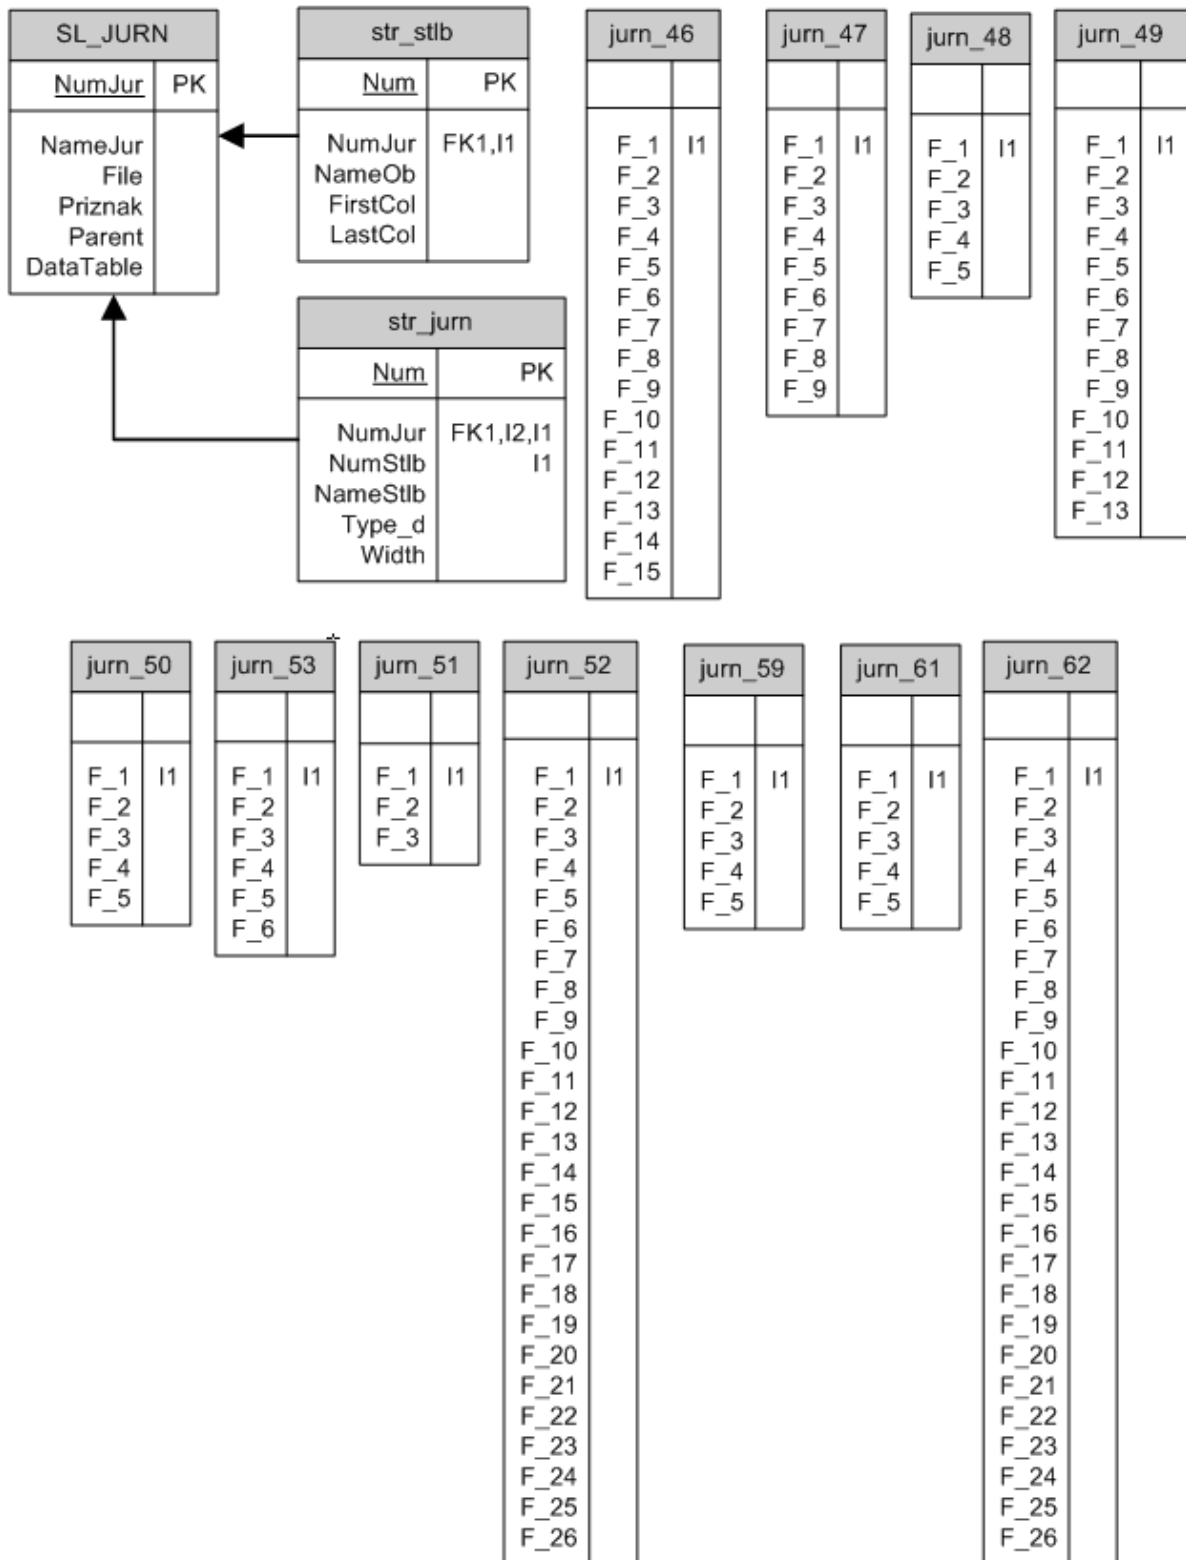 SL_JURN
NumJur PK
NameJur
File
Priznak
Parent
DataTable
str_stlb
Num PK
NumJur FK1,I1
NameOb
FirstCol
LastCol
str_jurn
Num PK
NumJur FK1,I2,I1
NumStlb I1
NameStlb
Type_d
Width
jurn_46
F_1 I1
F_2
F_3
F_4
F_5
F_6
F_7
F_8
F_9
F_10
F_11
F_12
F_13
F_14
F_15
jurn_47
F_1 I1
F_2
F_3
F_4
F_5
F_6
F_7
F_8
F_9
jurn_48
F_1 I1
F_2
F_3
F_4
F_5
jurn_49
F_1 I1
F_2
F_3
F_4
F_5
F_6
F_7
F_8
F_9
F_10
F_11
F_12
F_13
jurn_50
F_1 I1
F_2
F_3
F_4
F_5
jurn_53
F_1 I1
F_2
F_3
F_4
F_5
F_6
jurn_51
F_1 I1
F_2
F_3
jurn_52
F_1 I1
F_2
F_3
F_4
F_5
F_6
F_7
F_8
F_9
F_10
F_11
F_12
F_13
F_14
F_15
F_16
F_17
F_18
F_19
F_20
F_21
F_22
F_23
F_24
F_25
F_26
jurn_59
F_1 I1
F_2
F_3
F_4
F_5
jurn_61
F_1 I1
F_2
F_3
F_4
F_5
jurn_62
F_1 I1
F_2
F_3
F_4
F_5
F_6
F_7
F_8
F_9
F_10
F_11
F_12
F_13
F_14
F_15
F_16
F_17
F_18
F_19
F_20
F_21
F_22
F_23
F_24
F_25
F_26